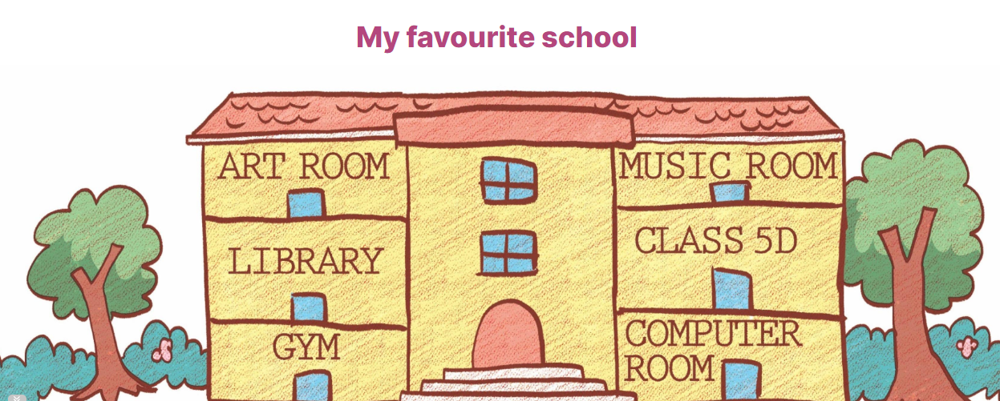 My favourite school
ART ROOM
MUSIC ROOM
LIBRARY
CLASS 5D
GYM
COMPUTER
ROOM